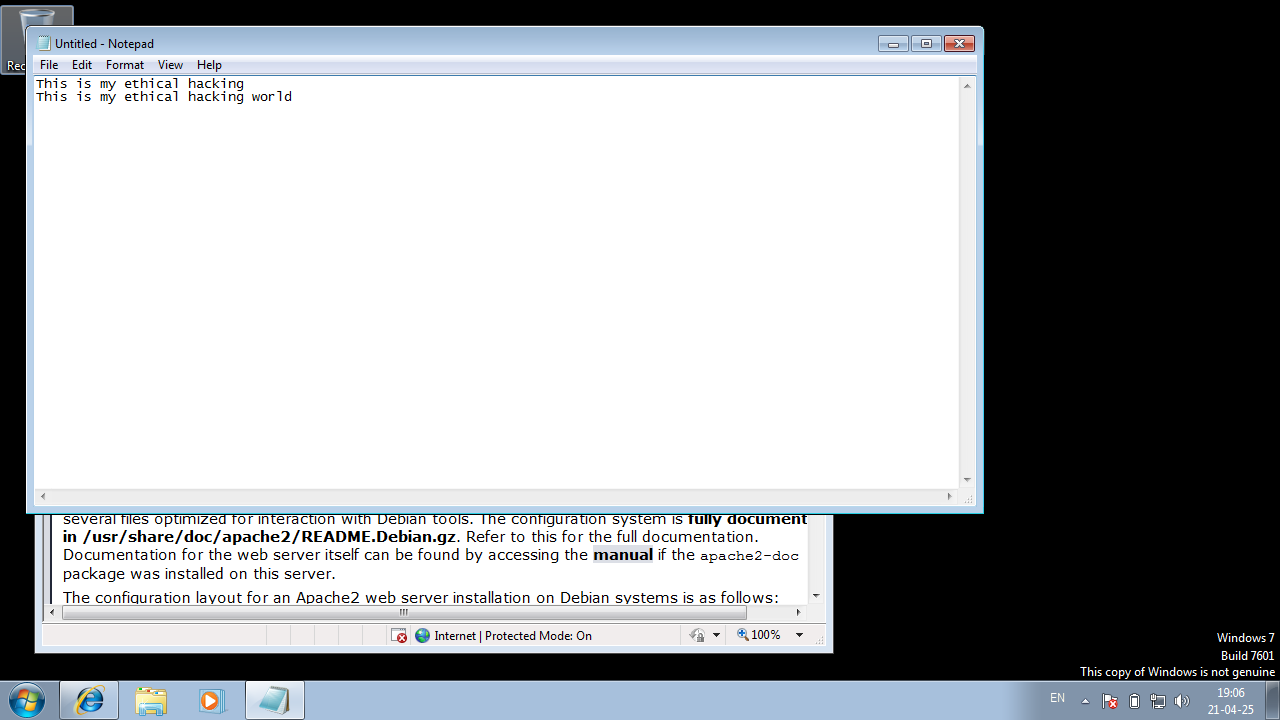 Rec
Untitled - Notepad
File Edit Format View Help
This is my ethical hacking
This is my ethical hacking world
several files optimized for interaction with Debian tools. The configuration system is fully document
in /usr/share/doc/apache2/README.Debian.gz. Refer to this for the full documentation.
Documentation for the web server itself can be found by accessing the manual if the apache2-doc
package was installed on this server.
The configuration layout for an Apache2 web server installation on Debian systems is as follows:
Internet | Protected Mode: On
100%
Windows 7
Build 7601
This copy of Windows is not genuine
EN
19:06
21-04-25